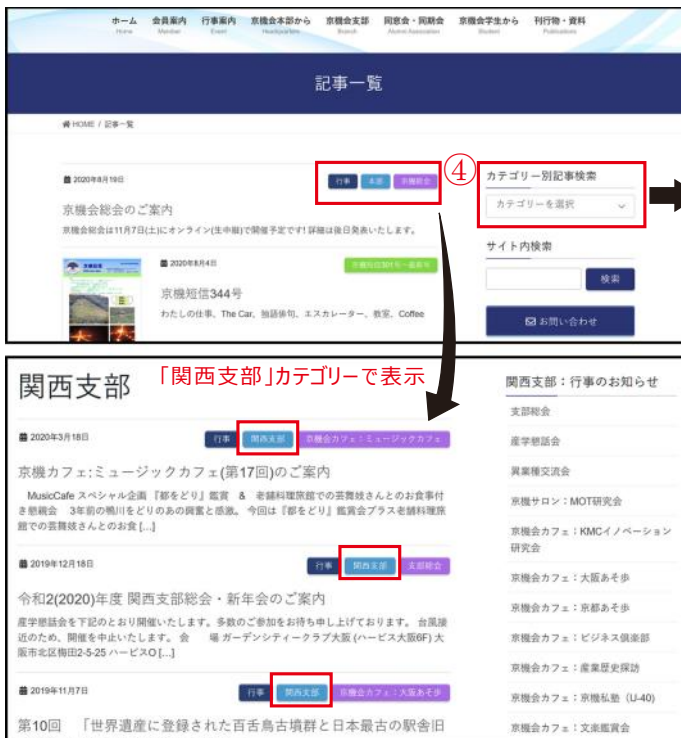 ホーム 会員案内 行事案内 京機会本部から 京機会支部 同窓会・同期会 京機会学生から 刊行物・資料
Home Member Event Headquarters Branch Alumni Association Student Publications
記事一覧
HOME / 記事一覧
2020年8月19日
行事 本部 京機総会
④
カテゴリー別記事検索
カテゴリーを選択
京機会総会のご案内
京機会総会は11月7日(土)にオンライン(生中継)で開催予定です! 詳細は後日発表いたします。
サイト内検索
検索
お問い合わせ
2020年8月4日
京機短信344号
わたしの仕事、The Car、独語俳句、エスカレーター、教室、Coffee
関西支部
「関西支部」カテゴリーで表示
2020年3月18日
行事 関西支部 京機会カフェ:ミュージックカフェ
京機カフェ:ミュージックカフェ(第17回)のご案内
MusicCafe スペシャル企画 『都をどり』鑑賞 & 老舗料理旅館での芸舞妓さんとのお食事付
き懇親会 3年前の鴨川をどりのあの興奮と感激。 今回は『都をどり』鑑賞会プラス老舗料理旅
館での芸舞妓さんとのお食 [...]
2019年12月18日
行事 関西支部 支部総会
令和2(2020)年度 関西支部総会・新年会のご案内
産学懇話会を下記のとおり開催いたします。多数のご参加をお待ち申し上げております。 台風接
近のため、開催を中止いたします。 会 場 ガーデンシティークラブ大阪 (ハービス大阪6F) 大
阪市北区梅田2-5-25 ハービスO [...]
2019年11月7日
行事 関西支部 京機会カフェ:大阪あそ歩
第10回 「世界遺産に登録された百舌鳥古墳群と日本最古の駅舎旧
関西支部:行事のお知らせ
支部総会
産学懇話会
異業種交流会
京機サロン:MOT研究会
京機会カフェ:KMCイノベーション
研究会
京機会カフェ:大阪あそ歩
京機会カフェ:京都あそ歩
京機会カフェ:ビジネス倶楽部
京機会カフェ:産業歴史探訪
京機会カフェ:京機私塾(U-40)
京機会カフェ:文楽鑑賞会